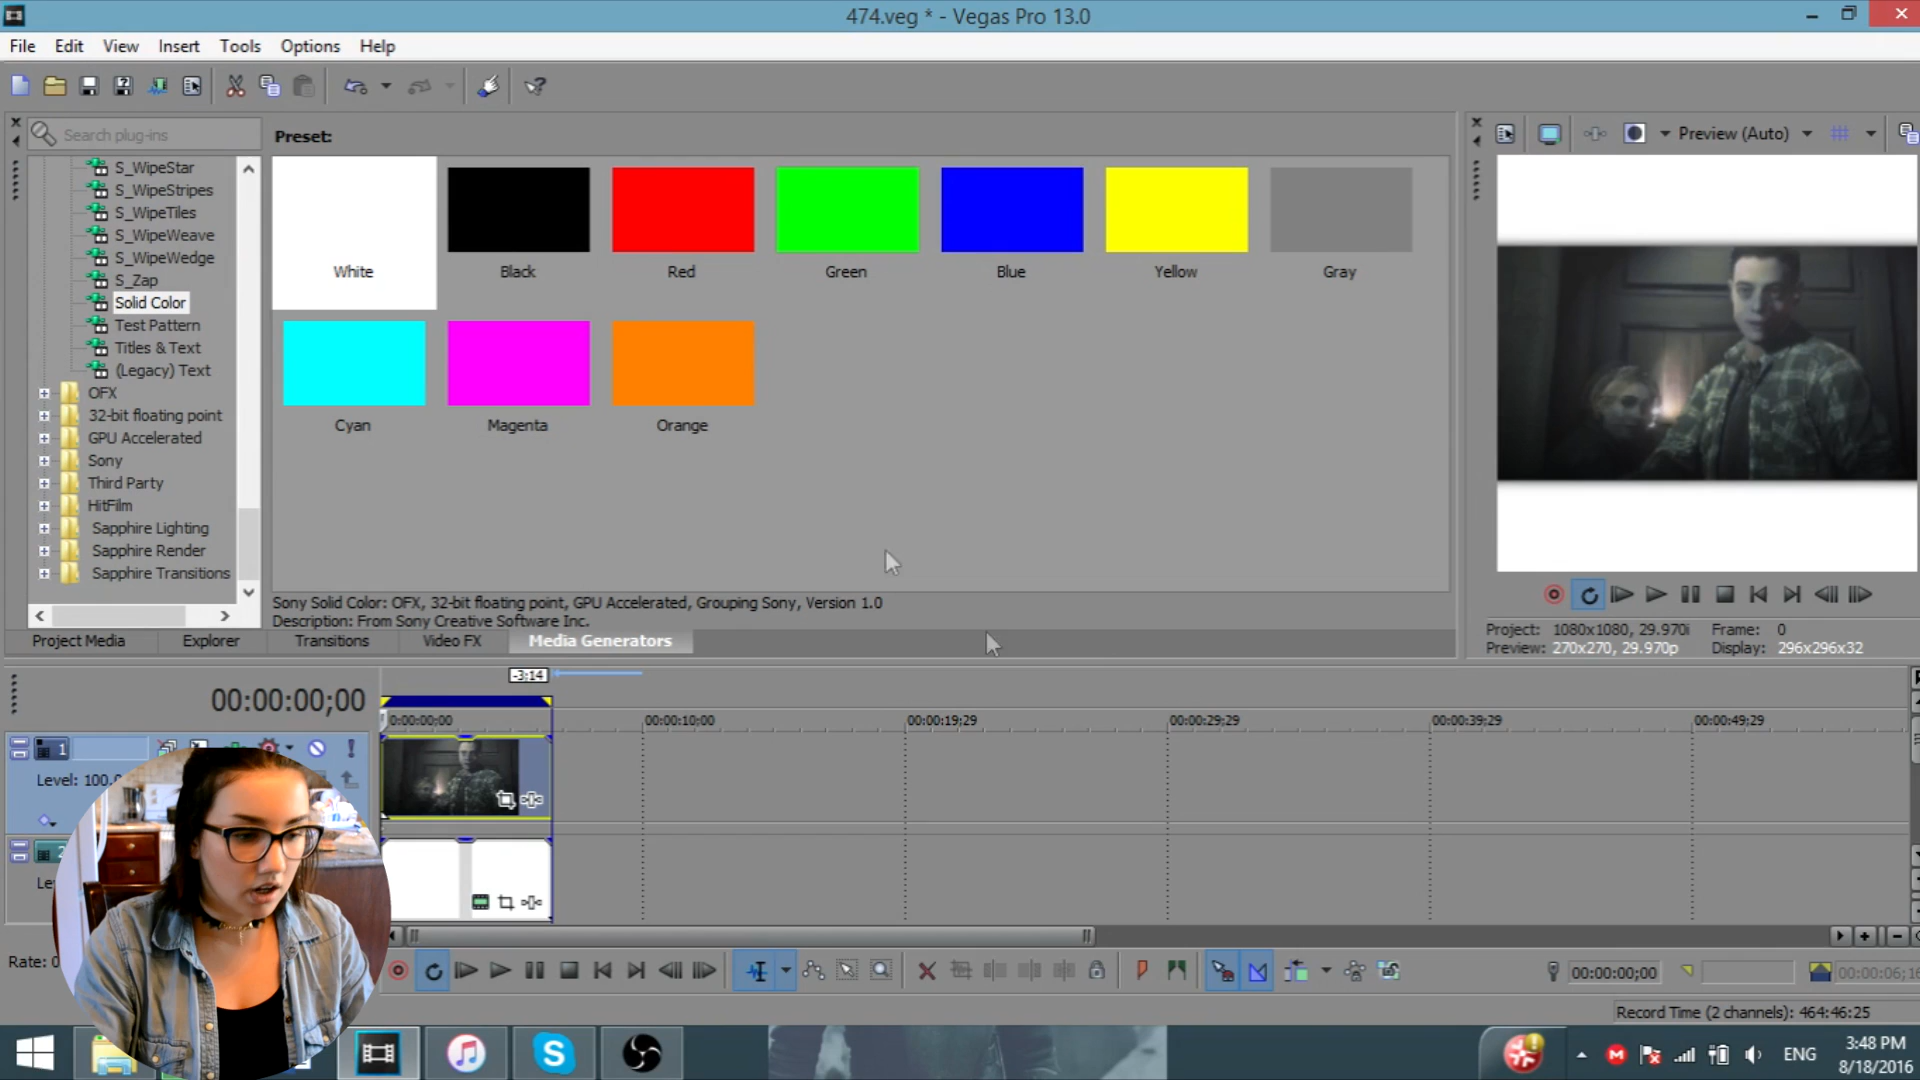 474.veg * - Vegas Pro 13.0
File Edit View Insert Tools Options Help
Search plug-ins
Preset:
Preview (Auto)
S_WipeStar
S_WipeStripes
S_WipeTiles
S_WipeWeave
S_WipeWedge
S_Zap
Solid Color
Test Pattern
Titles & Text
(Legacy) Text
OFX
32-bit floating point
GPU Accelerated
Sony
Third Party
HitFilm
Sapphire Lighting
Sapphire Render
Sapphire Transitions
White Black Red Green Blue Yellow Gray
Cyan Magenta Orange
Sony Solid Color: OFX, 32-bit floating point, GPU Accelerated, Grouping Sony, Version 1.0
Description: From Sony Creative Software Inc.
Project Media Explorer Transitions Video FX Media Generators
Project: 1080x1080, 29.970i Frame: 0
Preview: 270x270, 29.970p Display: 296x296x32
-3:14
00:00:00;00
0:00:00;00 00:00:10;00 00:00:19;29 00:00:29;29 00:00:39;29 00:00:49;29
1
Level: 100.
2
Rate:
00:00:00;00
Record Time (2 channels): 464:46:25
ENG
3:48 PM
8/18/2016